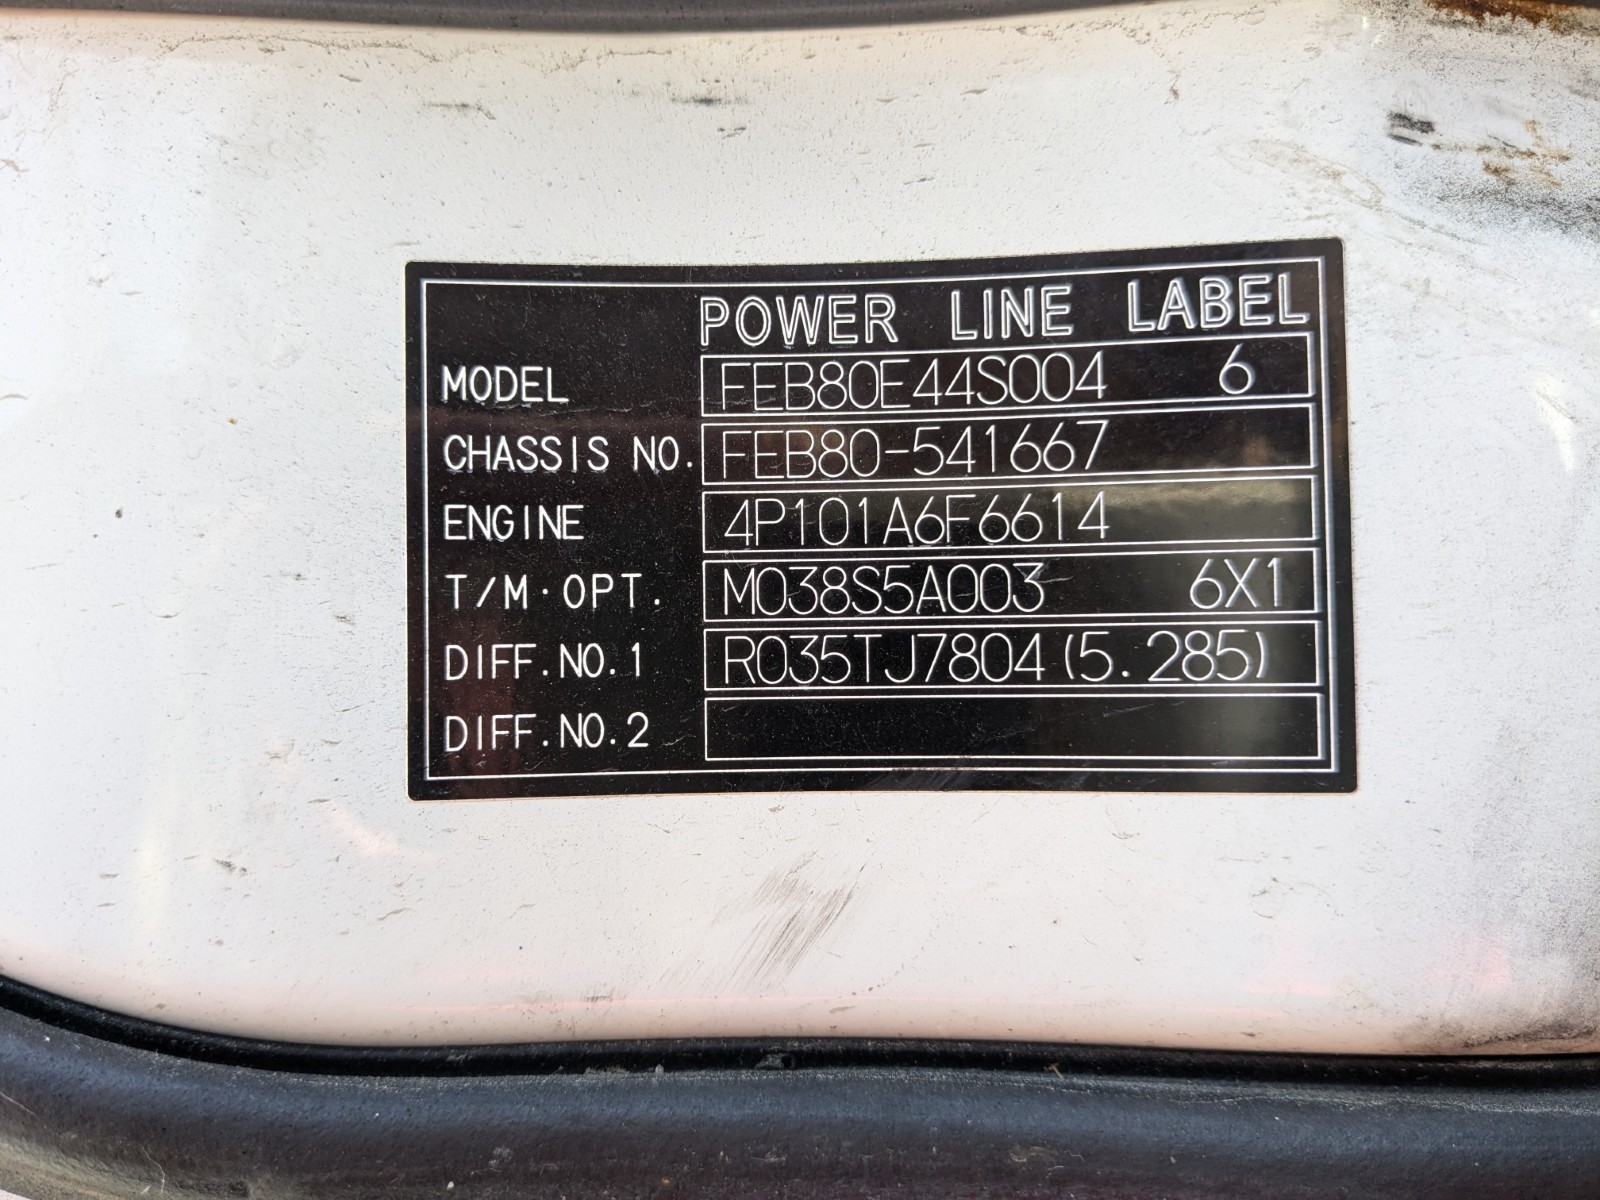 POWER LINE LABEL
MODEL FEB80E44S004 6
CHASSIS NO. FEB80-541667
ENGINE 4P101A6F6614
T/M·OPT. M038S5A003 6X1
DIFF.NO.1 R035TJ7804(5.285)
DIFF.NO.2